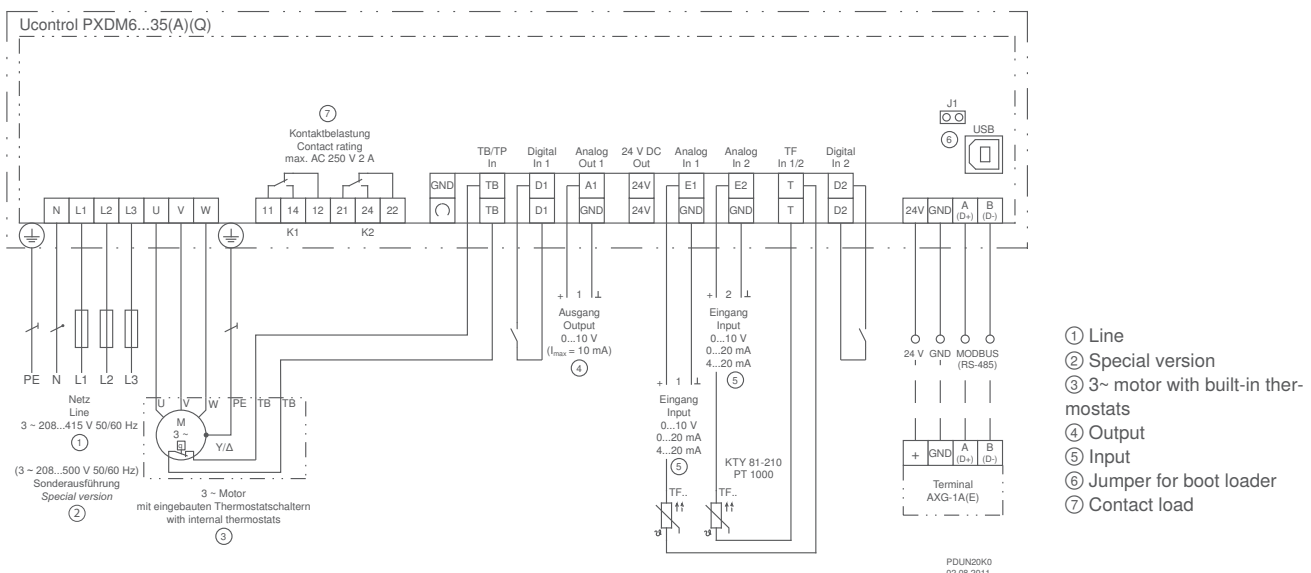 Ucontrol PXDM6...35(A)(Q)
⑦
Kontaktbelastung
Contact rating
max. AC 250 V 2 A
J1
⑥
USB
TB/TP In
Digital In 1
Analog Out 1
24 V DC Out
Analog In 1
Analog In 2
TF In 1/2
Digital In 2
GND TB D1 A1 24V E1 E2 T D2
N L1 L2 L3 U V W
11 14 12 21 24 22
TB D1 GND 24V GND GND T D2
24V GND A (D+) B (D-)
K1 K2
+ 1 ⊥
Ausgang
Output
0...10 V
(Imax = 10 mA)
④
+ 2 ⊥
Eingang
Input
0...10 V
0...20 mA
4...20 mA
⑤
+ 1 ⊥
Eingang
Input
0...10 V
0...20 mA
4...20 mA
⑤
KTY 81-210
PT 1000
TF.. TF..
ϑ ϑ
24 V GND MODBUS
(RS-485)
+ GND A (D+) B (D-)
Terminal
AXG-1A(E)
PE N L1 L2 L3
Netz
Line
3 ~ 208...415 V 50/60 Hz
①
(3 ~ 208...500 V 50/60 Hz)
Sonderausführung
Special version
②
U V W PE TB TB
M
3 ~
Y/Δ
3 ~ Motor
mit eingebauten Thermostatschaltern
with internal thermostats
③
① Line
② Special version
③ 3~ motor with built-in ther-
mostats
④ Output
⑤ Input
⑥ Jumper for boot loader
⑦ Contact load
PDUN20K0
02.08.2011